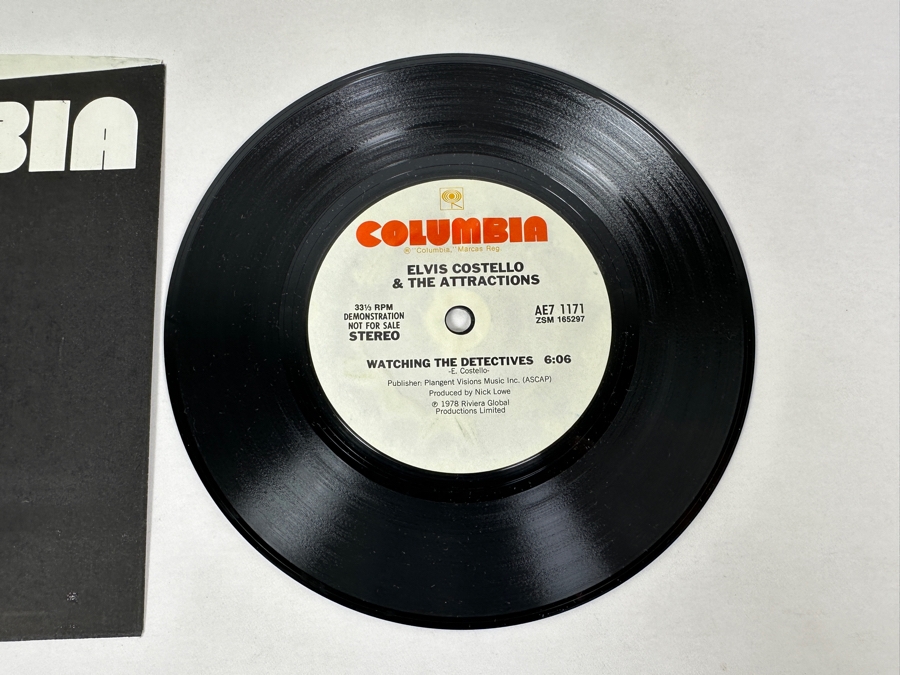 BIA
COLUMBIA
® "Columbia," Marcas Reg.
ELVIS COSTELLO
& THE ATTRACTIONS
33⅓ RPM
DEMONSTRATION
NOT FOR SALE
STEREO
AE7 1171
ZSM 165297
WATCHING THE DETECTIVES 6:06
-E. Costello-
Publisher: Plangent Visions Music Inc. (ASCAP)
Produced by Nick Lowe
℗ 1978 Riviera Global
Productions Limited